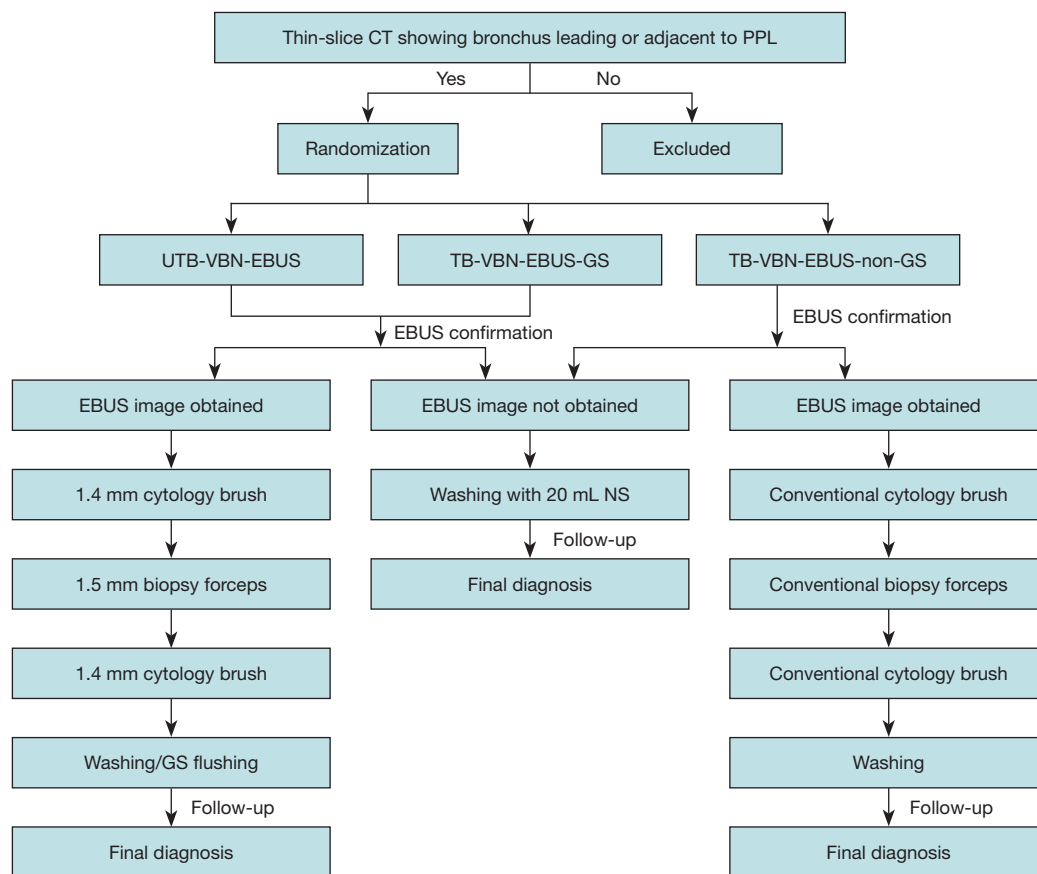 Thin-slice CT showing bronchus leading or adjacent to PPL
Yes
No
Randomization
Excluded
UTB-VBN-EBUS
TB-VBN-EBUS-GS
TB-VBN-EBUS-non-GS
EBUS confirmation
EBUS confirmation
EBUS image obtained
EBUS image not obtained
EBUS image obtained
1.4 mm cytology brush
Washing with 20 mL NS
Conventional cytology brush
Follow-up
1.5 mm biopsy forceps
Final diagnosis
Conventional biopsy forceps
1.4 mm cytology brush
Conventional cytology brush
Washing/GS flushing
Washing
Follow-up
Follow-up
Final diagnosis
Final diagnosis